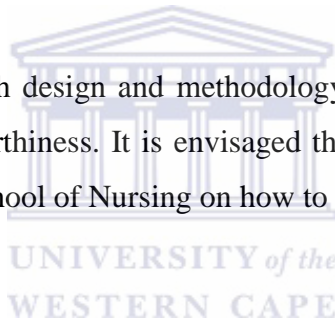 n design and methodology
rthiness. It is envisaged th
hool of Nursing on how to
UNIVERSITY of the
WESTERN CAPE